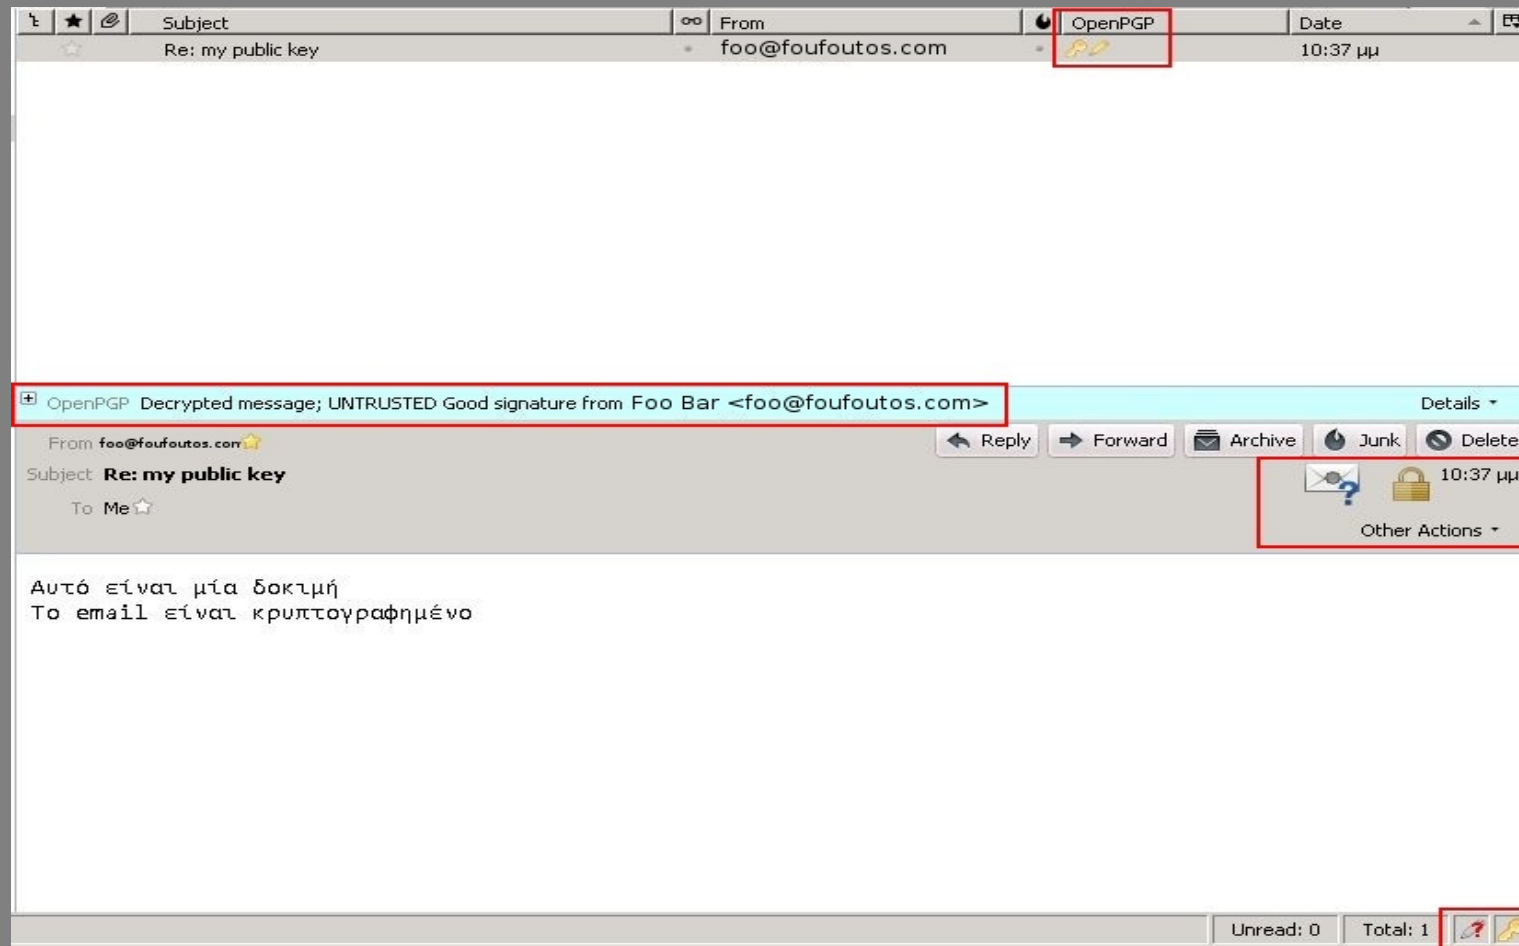 Subject From OpenPGP Date
Re: my public key foo@foufoutos.com 10:37 μμ
OpenPGP Decrypted message; UNTRUSTED Good signature from Foo Bar <foo@foufoutos.com> Details
From foo@foufoutos.com Reply Forward Archive Junk Delete
Subject Re: my public key 10:37 μμ
To Me
Other Actions
Αυτό είναι μία δοκιμή
Το email είναι κρυπτογραφημένο
Unread: 0 Total: 1